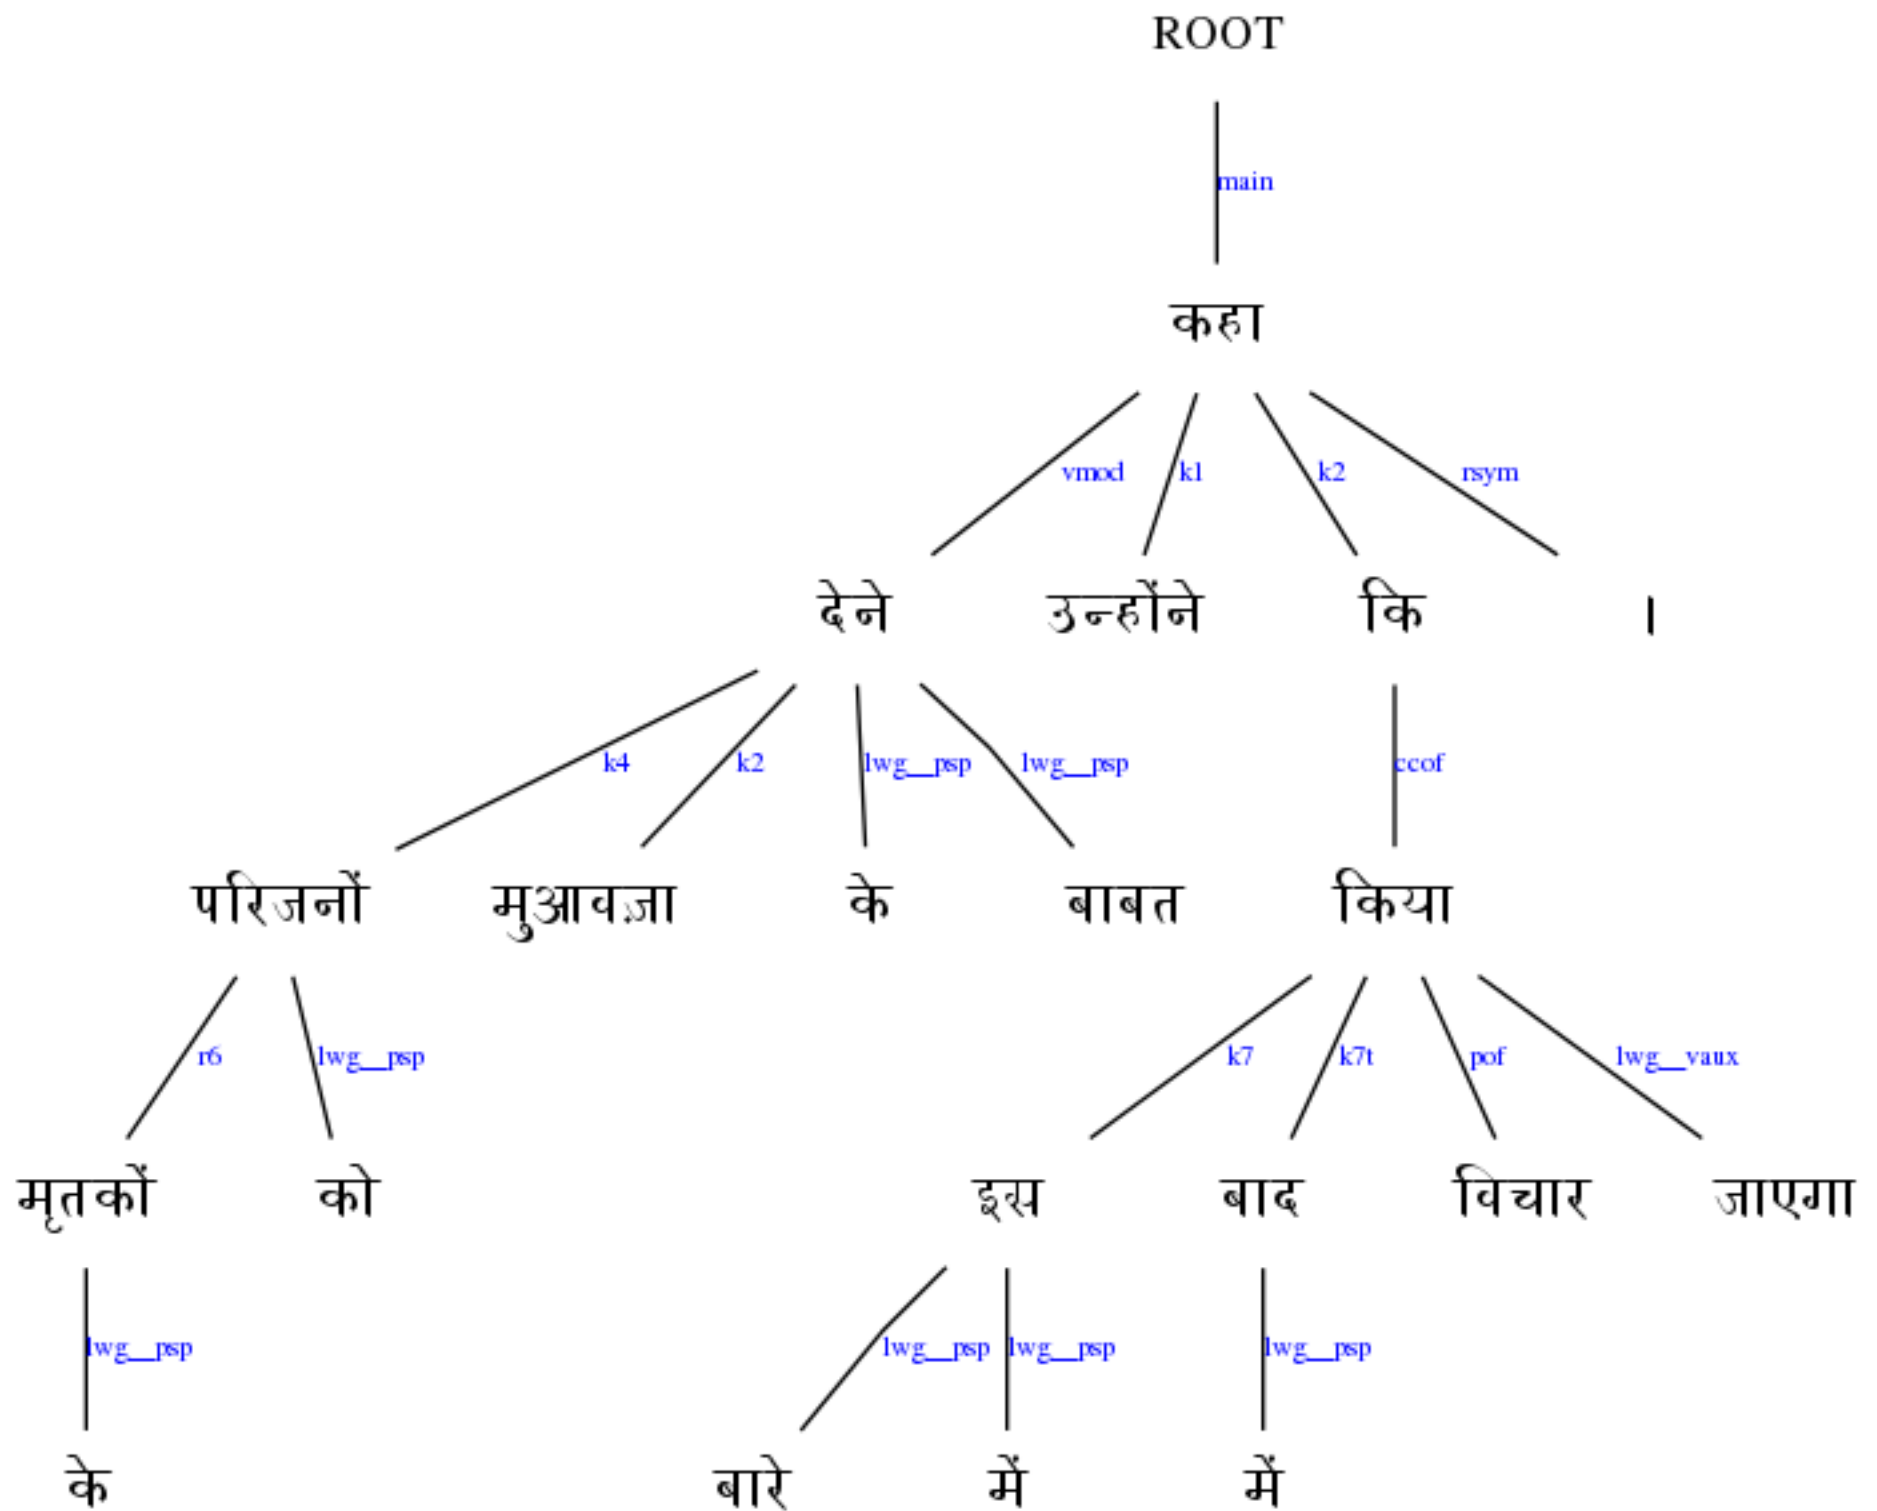 ROOT
main
कहा
vmod k1 k2 rsym
देने उन्होंने कि ।
k4 k2 lwg__psp lwg__psp ccof
परिजनों मुआवज़ा के बाबत किया
r6 lwg__psp k7 k7t pof lwg__vaux
मृतकों को इस बाद विचार जाएगा
lwg__psp lwg__psp lwg__psp lwg__psp
के बारे में में